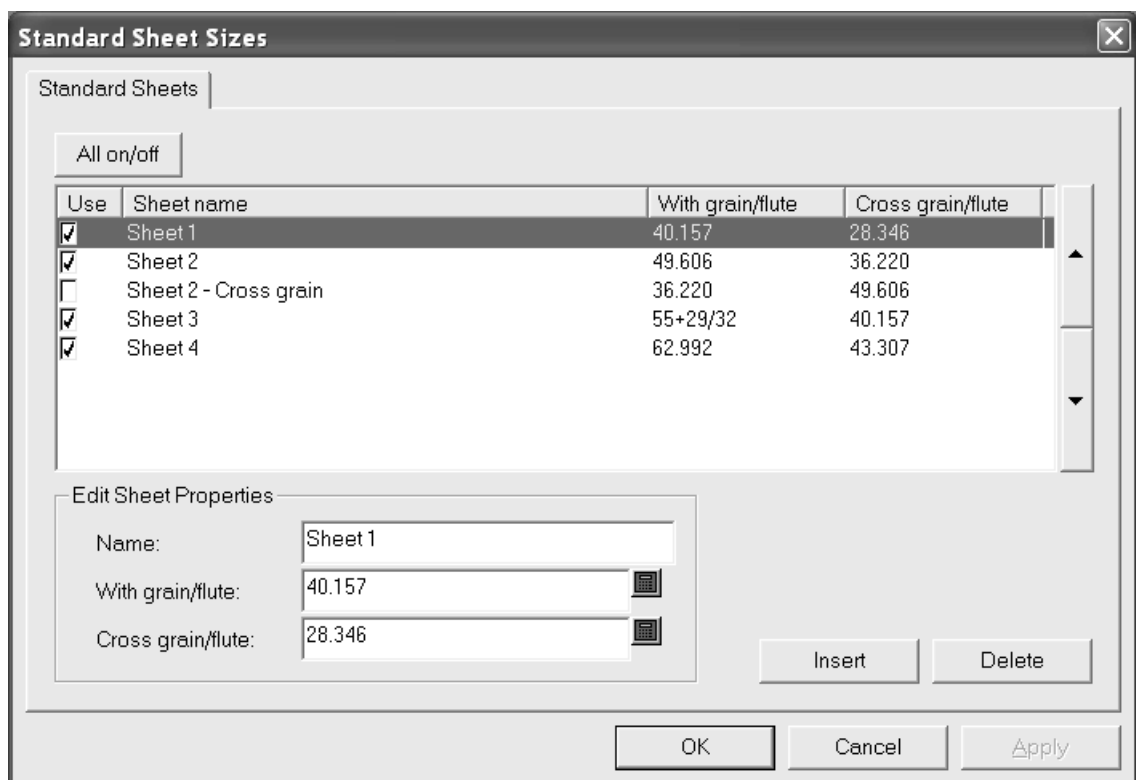 Standard Sheet Sizes
Standard Sheets
All on/off
Use Sheet name With grain/flute Cross grain/flute
Sheet 1 40.157 28.346
Sheet 2 49.606 36.220
Sheet 2 - Cross grain 36.220 49.606
Sheet 3 55+29/32 40.157
Sheet 4 62.992 43.307
Edit Sheet Properties
Name: Sheet 1
With grain/flute: 40.157
Cross grain/flute: 28.346
Insert Delete
OK Cancel Apply